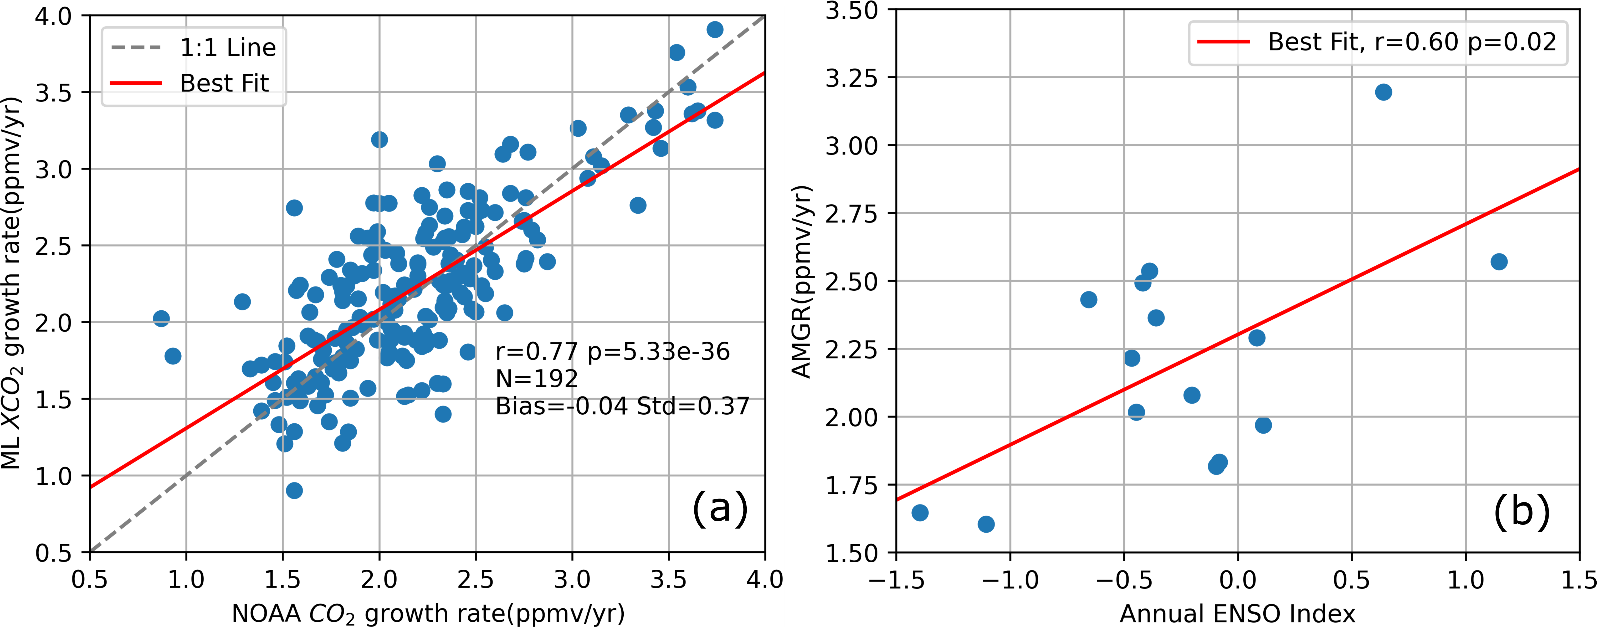 4.0
3.5
3.0
2.5
2.0
1.5
1.0
0.5
ML XCO2 growth rate(ppmv/yr)
1:1 Line
Best Fit
r=0.77 p=5.33e-36
N=192
Bias=-0.04 Std=0.37
(a)
0.5 1.0 1.5 2.0 2.5 3.0 3.5 4.0
NOAA CO2 growth rate(ppmv/yr)
3.50
3.25
3.00
2.75
2.50
2.25
2.00
1.75
1.50
AMGR(ppmv/yr)
Best Fit, r=0.60 p=0.02
(b)
−1.5 −1.0 −0.5 0.0 0.5 1.0 1.5
Annual ENSO Index